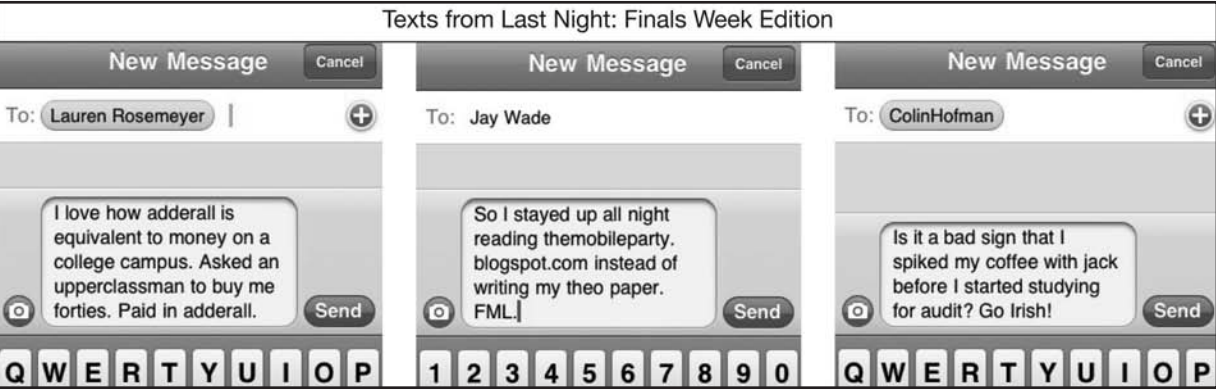 Texts from Last Night: Finals Week Edition
New Message Cancel
To: Lauren Rosemeyer
I love how adderall is
equivalent to money on a
college campus. Asked an
upperclassman to buy me
forties. Paid in adderall.
Send
Q W E R T Y U I O P
New Message Cancel
To: Jay Wade
So I stayed up all night
reading themobileparty.
blogspot.com instead of
writing my theo paper.
FML.
Send
1 2 3 4 5 6 7 8 9 0
New Message Cancel
To: ColinHofman
Is it a bad sign that I
spiked my coffee with jack
before I started studying
for audit? Go Irish!
Send
Q W E R T Y U I O P